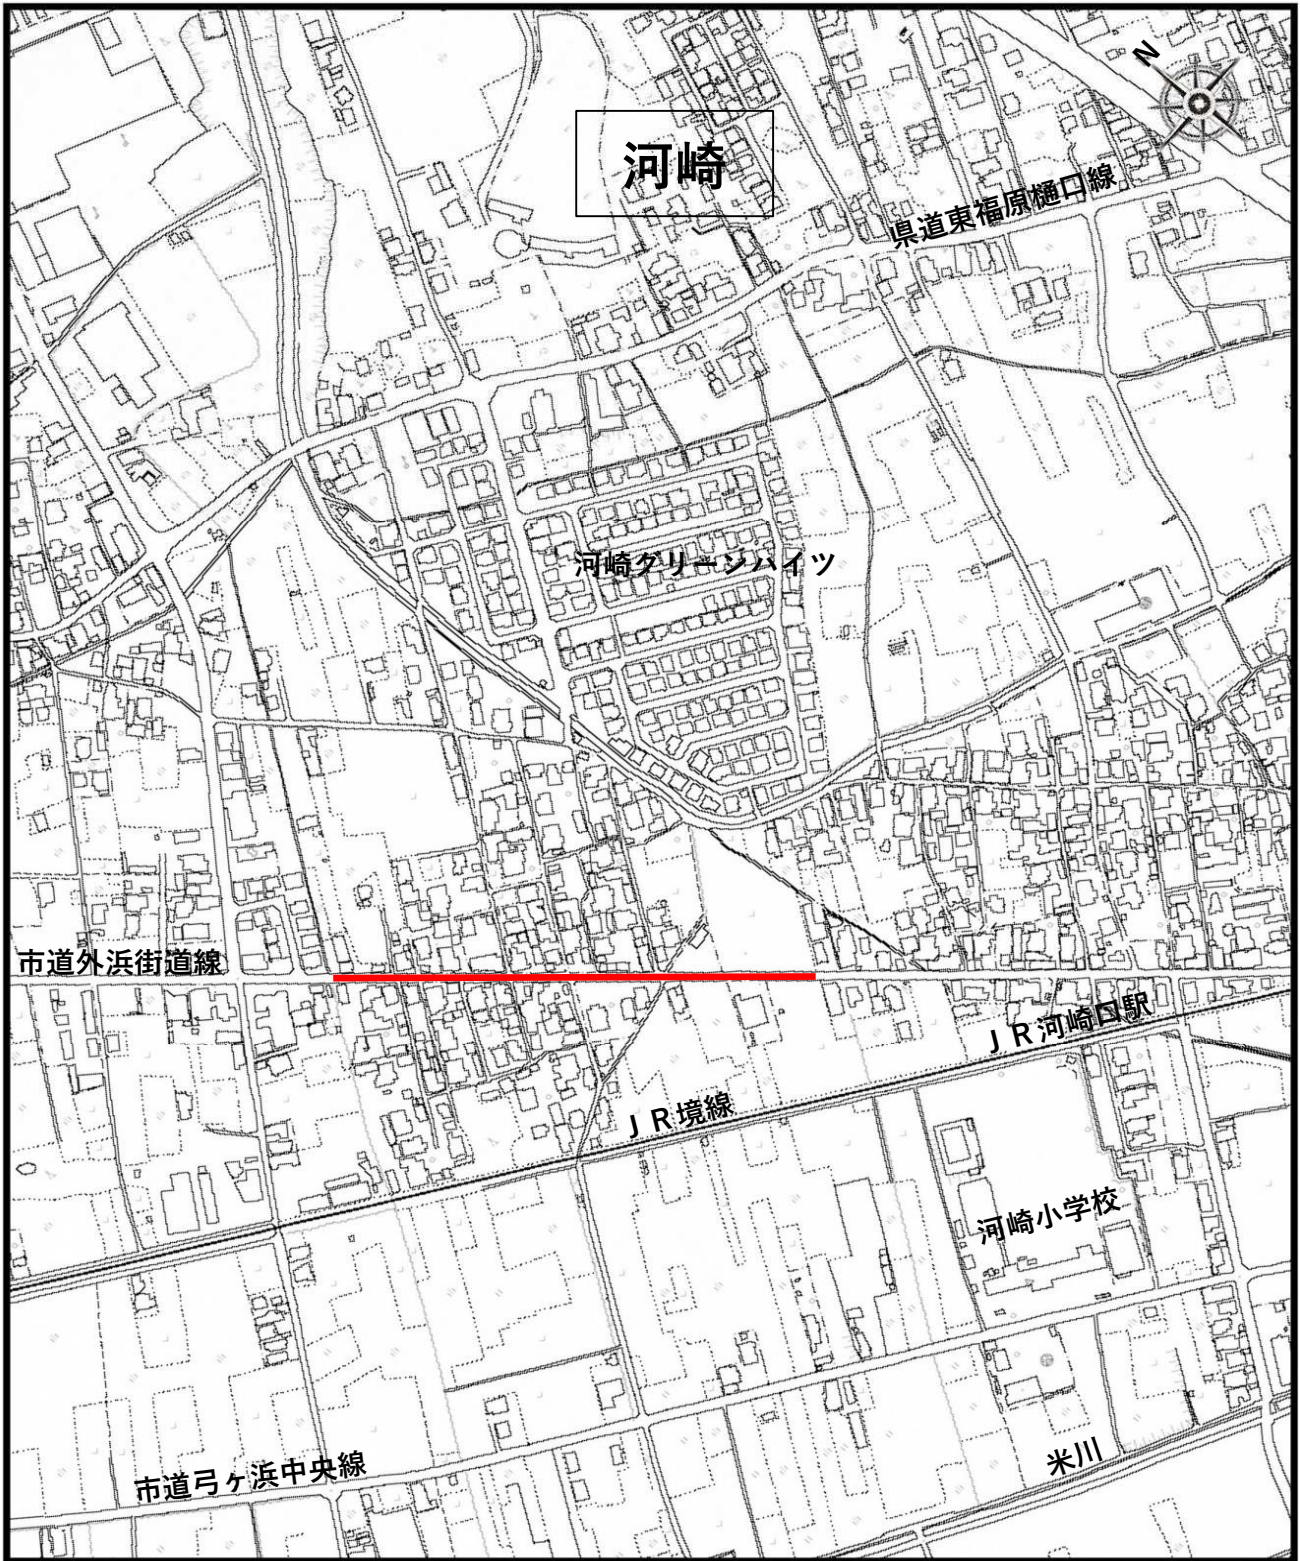 N
河崎
県道東福原樋口線
河崎グリーンハイツ
市道外浜街道線
ＪＲ河崎口駅
ＪＲ境線
河崎小学校
市道弓ヶ浜中央線
米川